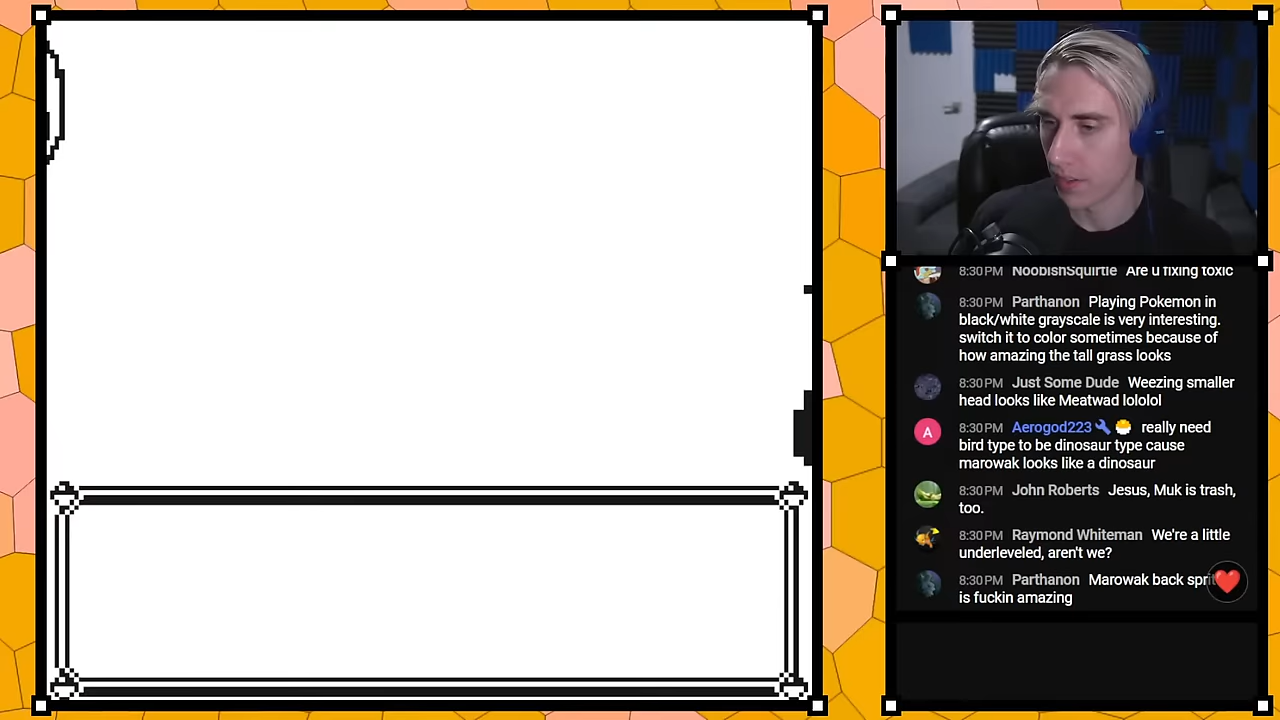 8:30 PM NoobishSquirtle Are u fixing toxic
8:30 PM Parthanon Playing Pokemon in
black/white grayscale is very interesting.
switch it to color sometimes because of
how amazing the tall grass looks
8:30 PM Just Some Dude Weezing smaller
head looks like Meatwad lololol
A 8:30 PM Aerogod223 really need
bird type to be dinosaur type cause
marowak looks like a dinosaur
8:30 PM John Roberts Jesus, Muk is trash,
too.
8:30 PM Raymond Whiteman We're a little
underleveled, aren't we?
8:30 PM Parthanon Marowak back
is fuckin amazing